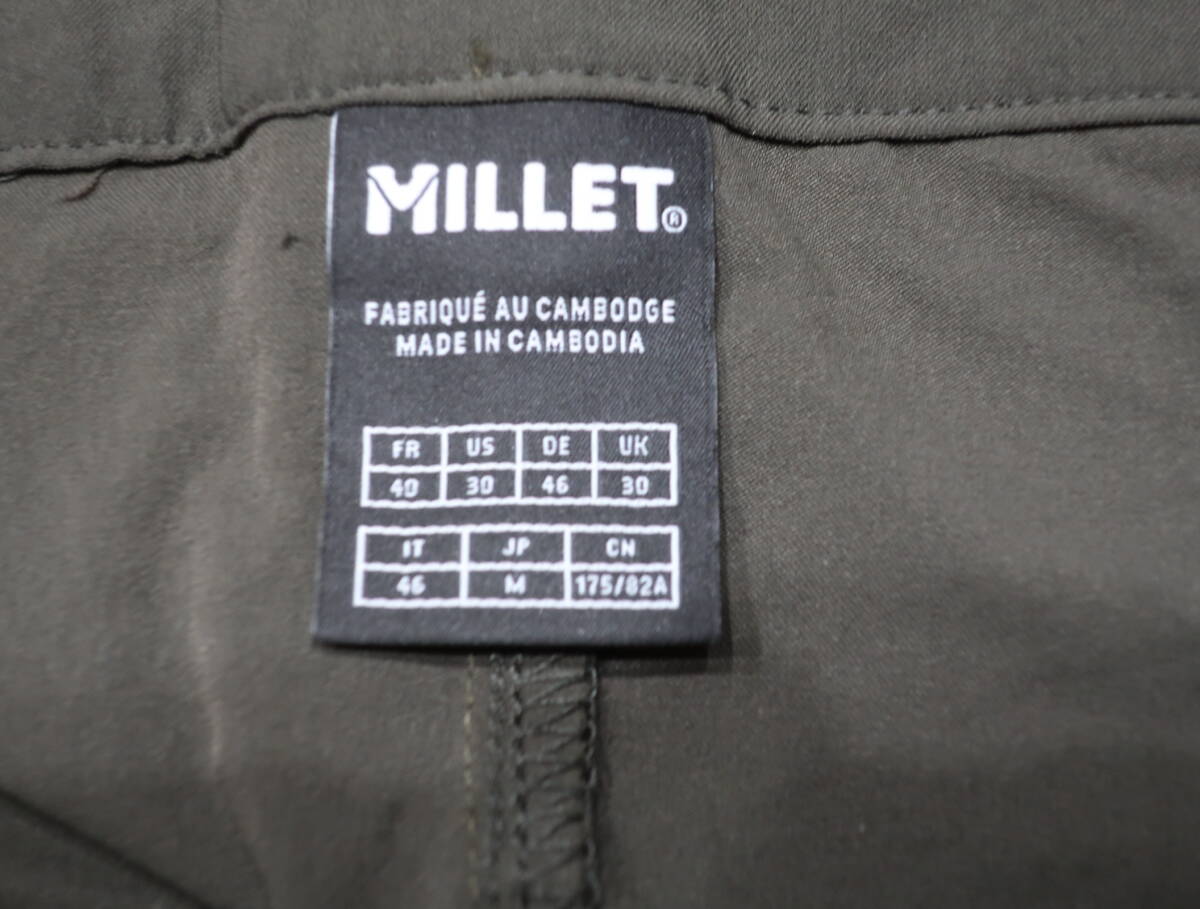 MILLET®
FABRIQUÉ AU CAMBODGE
MADE IN CAMBODIA
FR US DE UK
40 30 46 30
IT JP CN
46 M 175/82A